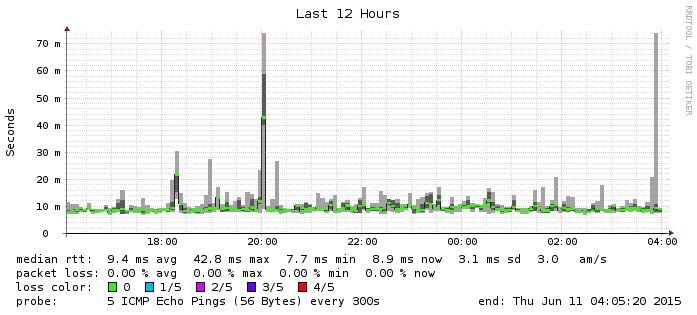 Last 12 Hours
RRDTOOL / TOBI OETIKER
Seconds
70 m
60 m
50 m
40 m
30 m
20 m
10 m
0
18:00 20:00 22:00 00:00 02:00 04:00
median rtt: 9.4 ms avg 42.8 ms max 7.7 ms min 8.9 ms now 3.1 ms sd 3.0 am/s
packet loss: 0.00 % avg 0.00 % max 0.00 % min 0.00 % now
loss color: 0 1/5 2/5 3/5 4/5
probe: 5 ICMP Echo Pings (56 Bytes) every 300s end: Thu Jun 11 04:05:20 2015